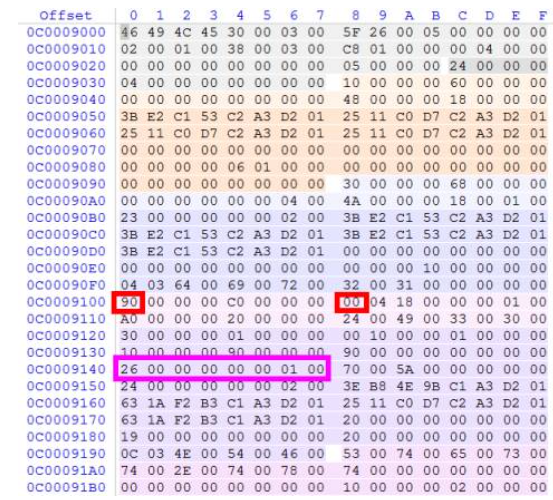 Offset 0 1 2 3 4 5 6 7 8 9 A B C D E F
0C0009000 46 49 4C 45 30 00 03 00 5F 26 00 05 00 00 00 00
0C0009010 02 00 01 00 38 00 03 00 C8 01 00 00 00 04 00 00
0C0009020 00 00 00 00 00 00 00 00 05 00 00 00 24 00 00 00
0C0009030 04 00 00 00 00 00 00 00 10 00 00 00 60 00 00 00
0C0009040 00 00 00 00 00 00 00 00 48 00 00 00 18 00 00 00
0C0009050 3B E2 C1 53 C2 A3 D2 01 25 11 C0 D7 C2 A3 D2 01
0C0009060 25 11 C0 D7 C2 A3 D2 01 25 11 C0 D7 C2 A3 D2 01
0C0009070 00 00 00 00 00 00 00 00 00 00 00 00 00 00 00 00
0C0009080 00 00 00 00 06 01 00 00 00 00 00 00 00 00 00 00
0C0009090 00 00 00 00 00 00 00 00 30 00 00 00 68 00 00 00
0C00090A0 00 00 00 00 00 00 04 00 4A 00 00 00 18 00 01 00
0C00090B0 23 00 00 00 00 00 02 00 3B E2 C1 53 C2 A3 D2 01
0C00090C0 3B E2 C1 53 C2 A3 D2 01 3B E2 C1 53 C2 A3 D2 01
0C00090D0 3B E2 C1 53 C2 A3 D2 01 00 00 00 00 00 00 00 00
0C00090E0 00 00 00 00 00 00 00 00 00 00 00 10 00 00 00 00
0C00090F0 04 03 64 00 69 00 72 00 32 00 31 00 00 00 00 00
0C0009100 90 00 00 00 C0 00 00 00 00 04 18 00 00 00 01 00
0C0009110 A0 00 00 00 20 00 00 00 24 00 49 00 33 00 30 00
0C0009120 30 00 00 00 01 00 00 00 00 10 00 00 01 00 00 00
0C0009130 10 00 00 00 90 00 00 00 90 00 00 00 00 00 00 00
0C0009140 26 00 00 00 00 00 01 00 70 00 5A 00 00 00 00 00
0C0009150 24 00 00 00 00 00 02 00 3E B8 4E 9B C1 A3 D2 01
0C0009160 63 1A F2 B3 C1 A3 D2 01 25 11 C0 D7 C2 A3 D2 01
0C0009170 63 1A F2 B3 C1 A3 D2 01 20 00 00 00 00 00 00 00
0C0009180 19 00 00 00 00 00 00 00 20 00 00 00 00 00 00 00
0C0009190 0C 03 4E 00 54 00 46 00 53 00 74 00 65 00 73 00
0C00091A0 74 00 2E 00 74 00 78 00 74 00 00 00 00 00 00 00
0C00091B0 00 00 00 00 00 00 00 00 10 00 00 00 02 00 00 00